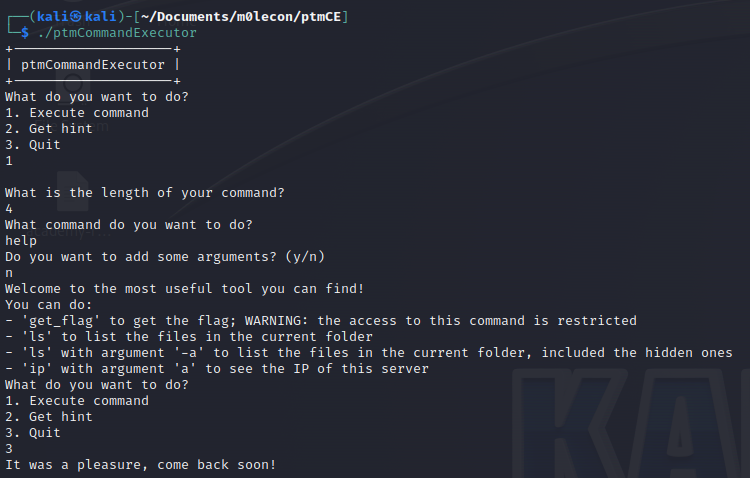 ┌──(kali㉿kali)-[~/Documents/m0lecon/ptmCE]
└─$ ./ptmCommandExecutor
+--------------------+
| ptmCommandExecutor |
+--------------------+
What do you want to do?
1. Execute command
2. Get hint
3. Quit
1

What is the length of your command?
4
What command do you want to do?
help
Do you want to add some arguments? (y/n)
n
Welcome to the most useful tool you can find!
You can do:
- 'get_flag' to get the flag; WARNING: the access to this command is restricted
- 'ls' to list the files in the current folder
- 'ls' with argument '-a' to list the files in the current folder, included the hidden ones
- 'ip' with argument 'a' to see the IP of this server
What do you want to do?
1. Execute command
2. Get hint
3. Quit
3
It was a pleasure, come back soon!
KA